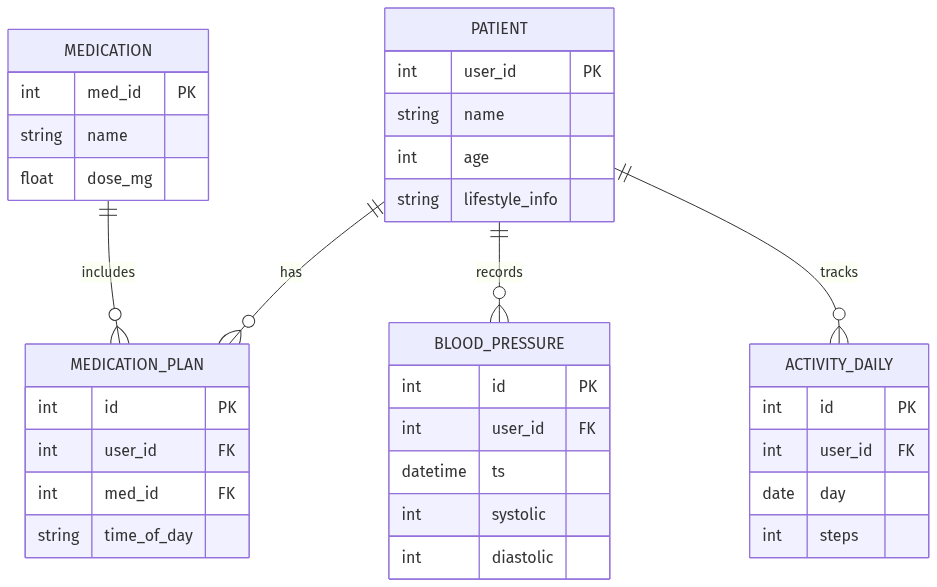 MEDICATION
int med_id PK
string name
float dose_mg
PATIENT
int user_id PK
string name
int age
string lifestyle_info
includes
has
records
tracks
MEDICATION_PLAN
int id PK
int user_id FK
int med_id FK
string time_of_day
BLOOD_PRESSURE
int id PK
int user_id FK
datetime ts
int systolic
int diastolic
ACTIVITY_DAILY
int id PK
int user_id FK
date day
int steps